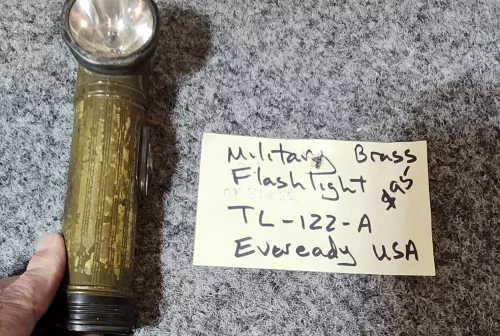 Military Brass
Flashlight $95
TL-122-A
Eveready USA